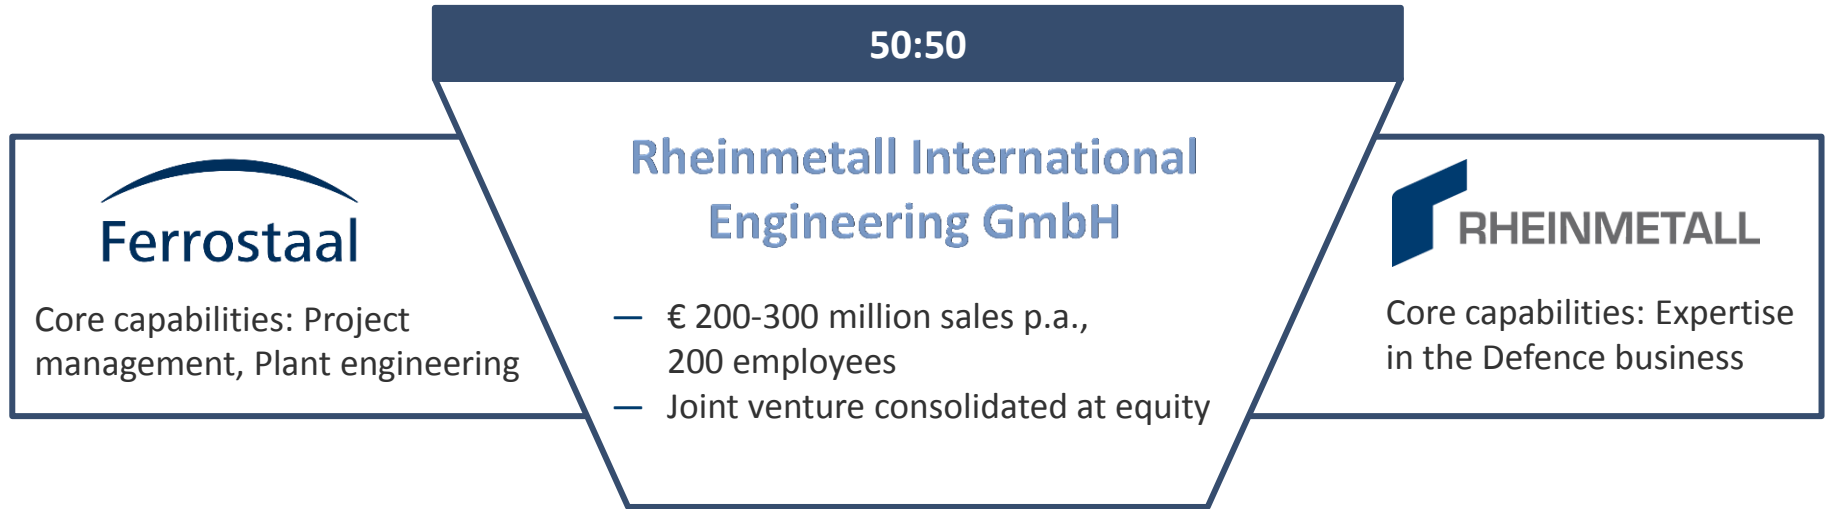 50:50
Ferrostaal
Core capabilities: Project
management, Plant engineering
Rheinmetall International
Engineering GmbH
— € 200-300 million sales p.a.,
200 employees
— Joint venture consolidated at equity
RHEINMETALL
Core capabilities: Expertise
in the Defence business